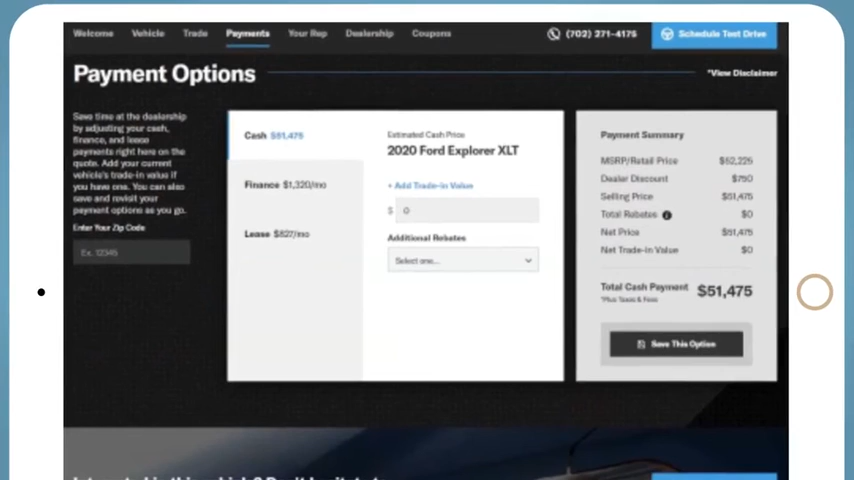 Welcome Vehicle Trade Payments Your Rep Dealership Coupons (702) 271-4175 Schedule Test Drive
Payment Options *View Disclaimer
Save time at the dealership
by adjusting your cash,
finance, and lease
payments right here on the
quote. Add your current
vehicle's trade-in value if
you have one. You can also
save and revisit your
payment options as you go.
Enter Your Zip Code
Ex. 12345
Cash $51,475
Finance $1,320/mo
Lease $827/mo
Estimated Cash Price
2020 Ford Explorer XLT
+ Add Trade-in Value
$ 0
Additional Rebates
Select one...
Payment Summary
MSRP/Retail Price $52,225
Dealer Discount $750
Selling Price $51,475
Total Rebates $0
Net Price $51,475
Net Trade-in Value $0
Total Cash Payment $51,475
*Plus Taxes & Fees
Save This Option